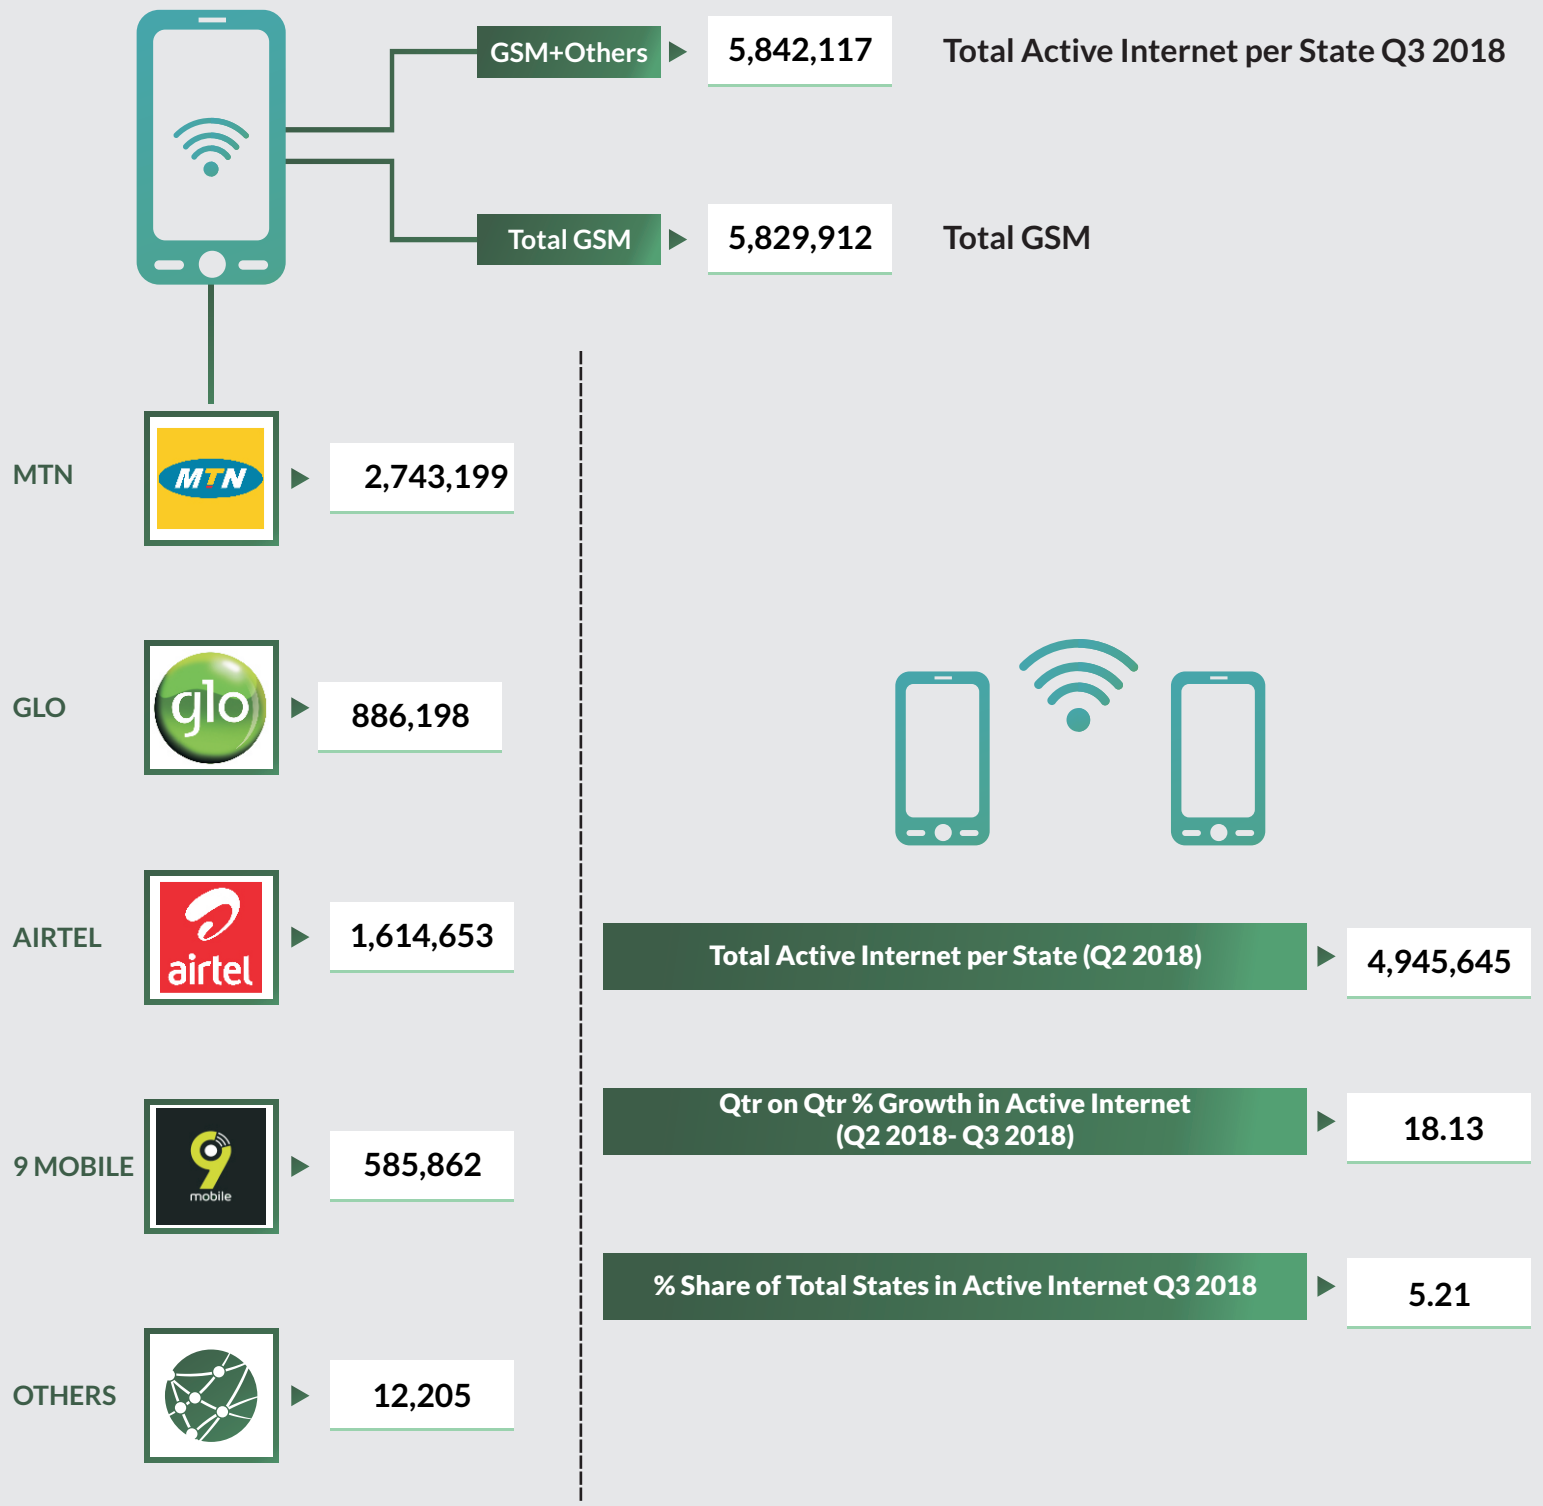 GSM+Others
5,842,117
Total Active Internet per State Q3 2018
Total GSM
5,829,912
Total GSM
MTN
MTN
2,743,199
GLO
glo
886,198
AIRTEL
airtel
1,614,653
9 MOBILE
9
mobile
585,862
OTHERS
12,205
Total Active Internet per State (Q2 2018)
4,945,645
Qtr on Qtr % Growth in Active Internet
(Q2 2018- Q3 2018)
18.13
% Share of Total States in Active Internet Q3 2018
5.21